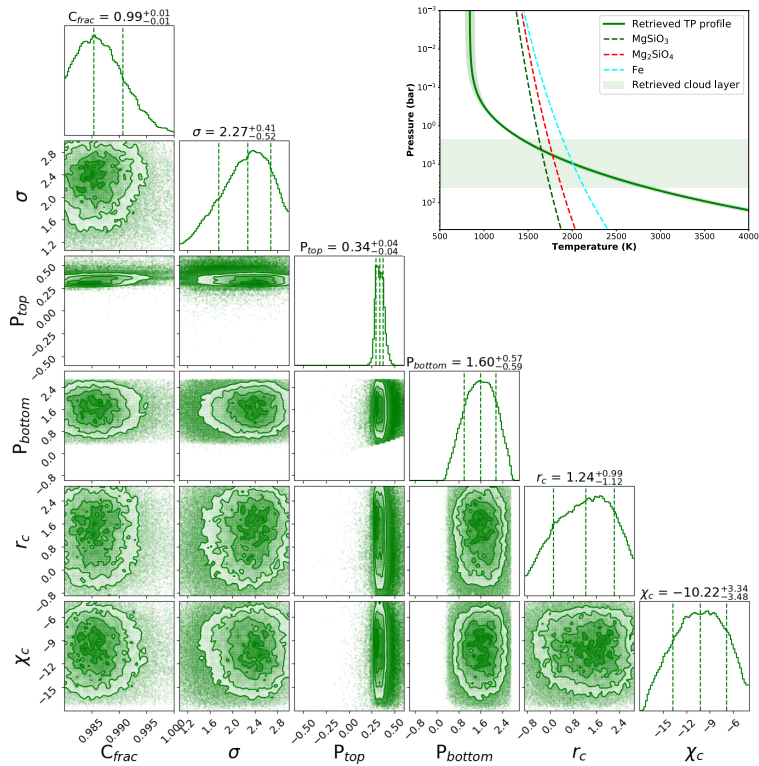 C_frac = 0.99^{+0.01}_{−0.01}
10⁻³
10⁻²
10⁻¹
10⁰
10¹
10²
Pressure (bar)
Retrieved TP profile
MgSiO₃
Mg₂SiO₄
Fe
Retrieved cloud layer
500 1000 1500 2000 2500 3000 3500 4000
Temperature (K)
σ = 2.27^{+0.41}_{−0.52}
2.8
2.4
2.0
1.6
1.2
σ
P_top = 0.34^{+0.04}_{−0.04}
0.50
0.25
0.00
−0.25
−0.50
P_top
P_bottom = 1.60^{+0.57}_{−0.59}
2.4
1.6
0.8
0.0
−0.8
P_bottom
r_c = 1.24^{+0.99}_{−1.12}
2.4
1.6
0.8
0.0
−0.8
r_c
χ_c = −10.22^{+3.34}_{−3.48}
−6
−9
−12
−15
χ_c
0.985 0.990 0.995 1.00
1.2 1.6 2.0 2.4 2.8
−0.50 −0.25 0.00 0.25 0.50
−0.8 0.0 0.8 1.6 2.4
−0.8 0.0 0.8 1.6 2.4
−15 −12 −9 −6
C_frac σ P_top P_bottom r_c χ_c